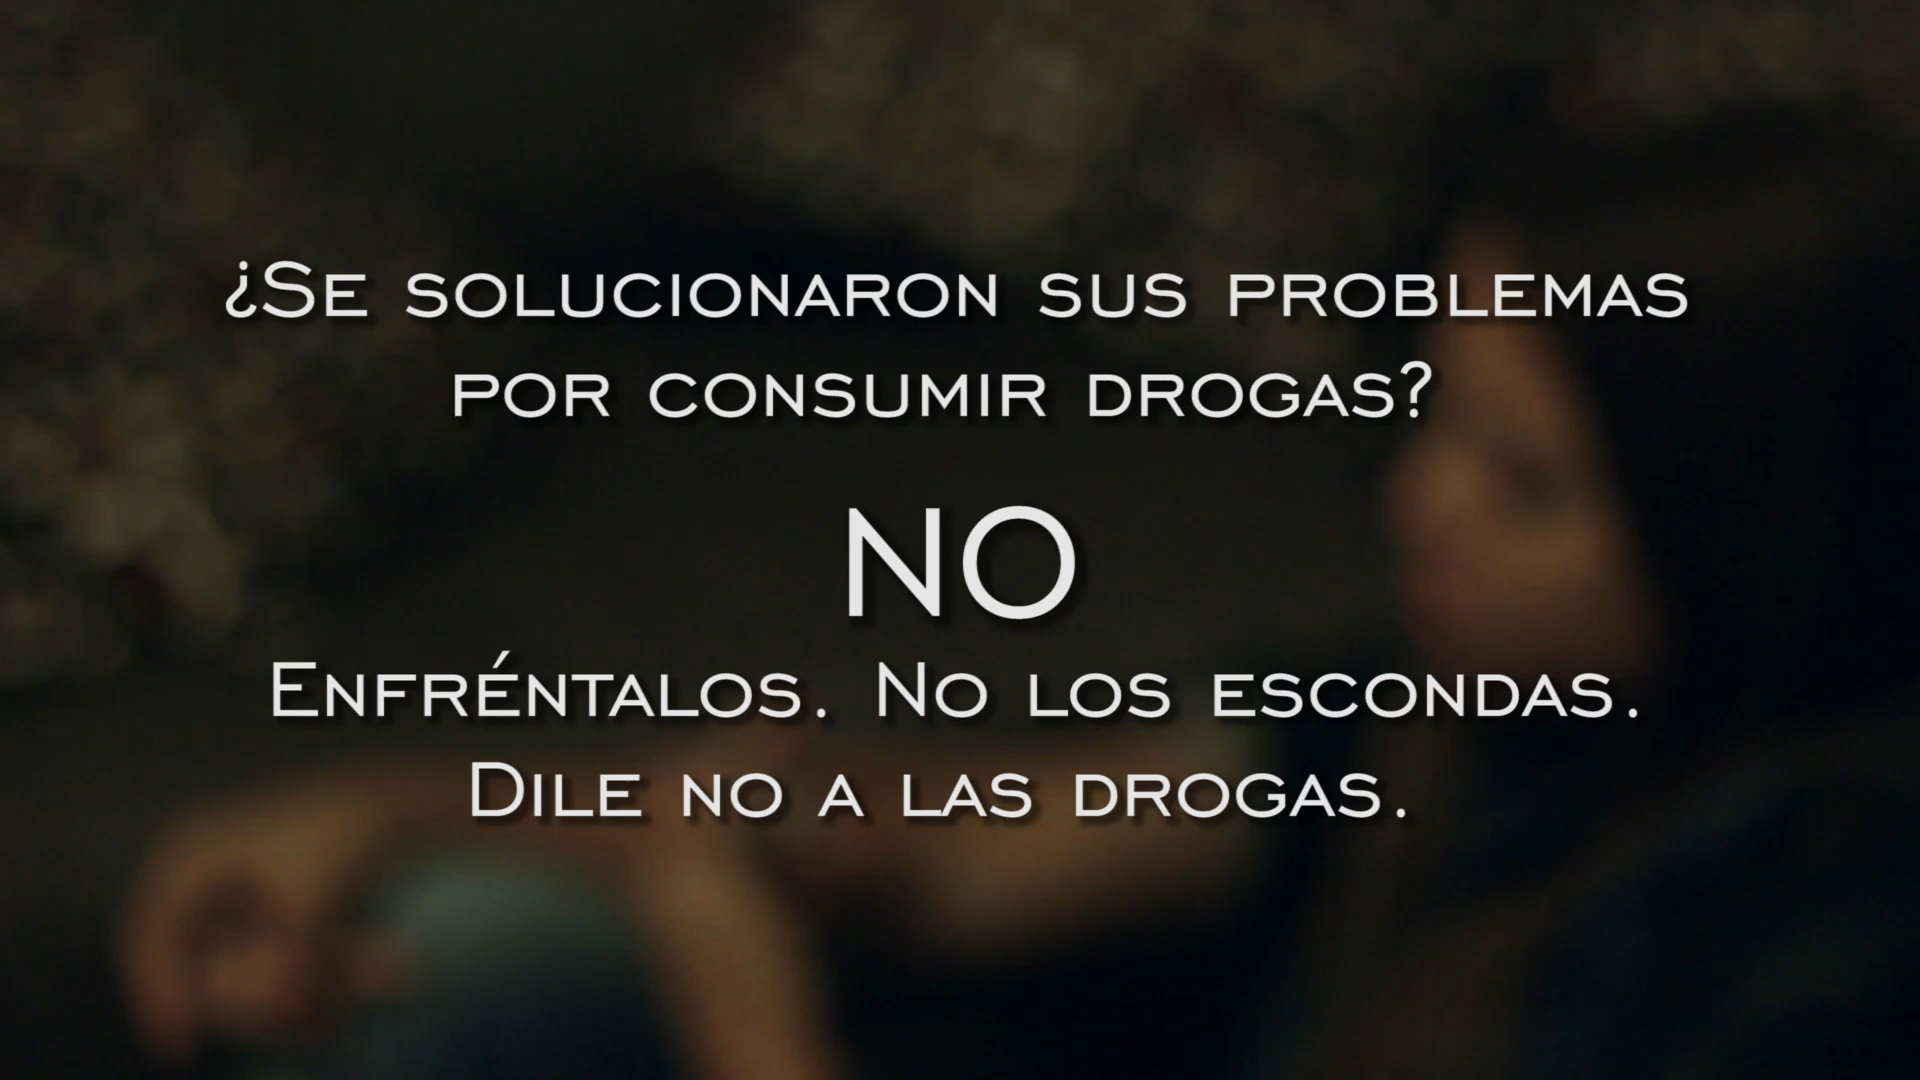 ¿Se solucionaron sus problemas
por consumir drogas?
NO
Enfréntalos. No los escondas.
Dile no a las drogas.